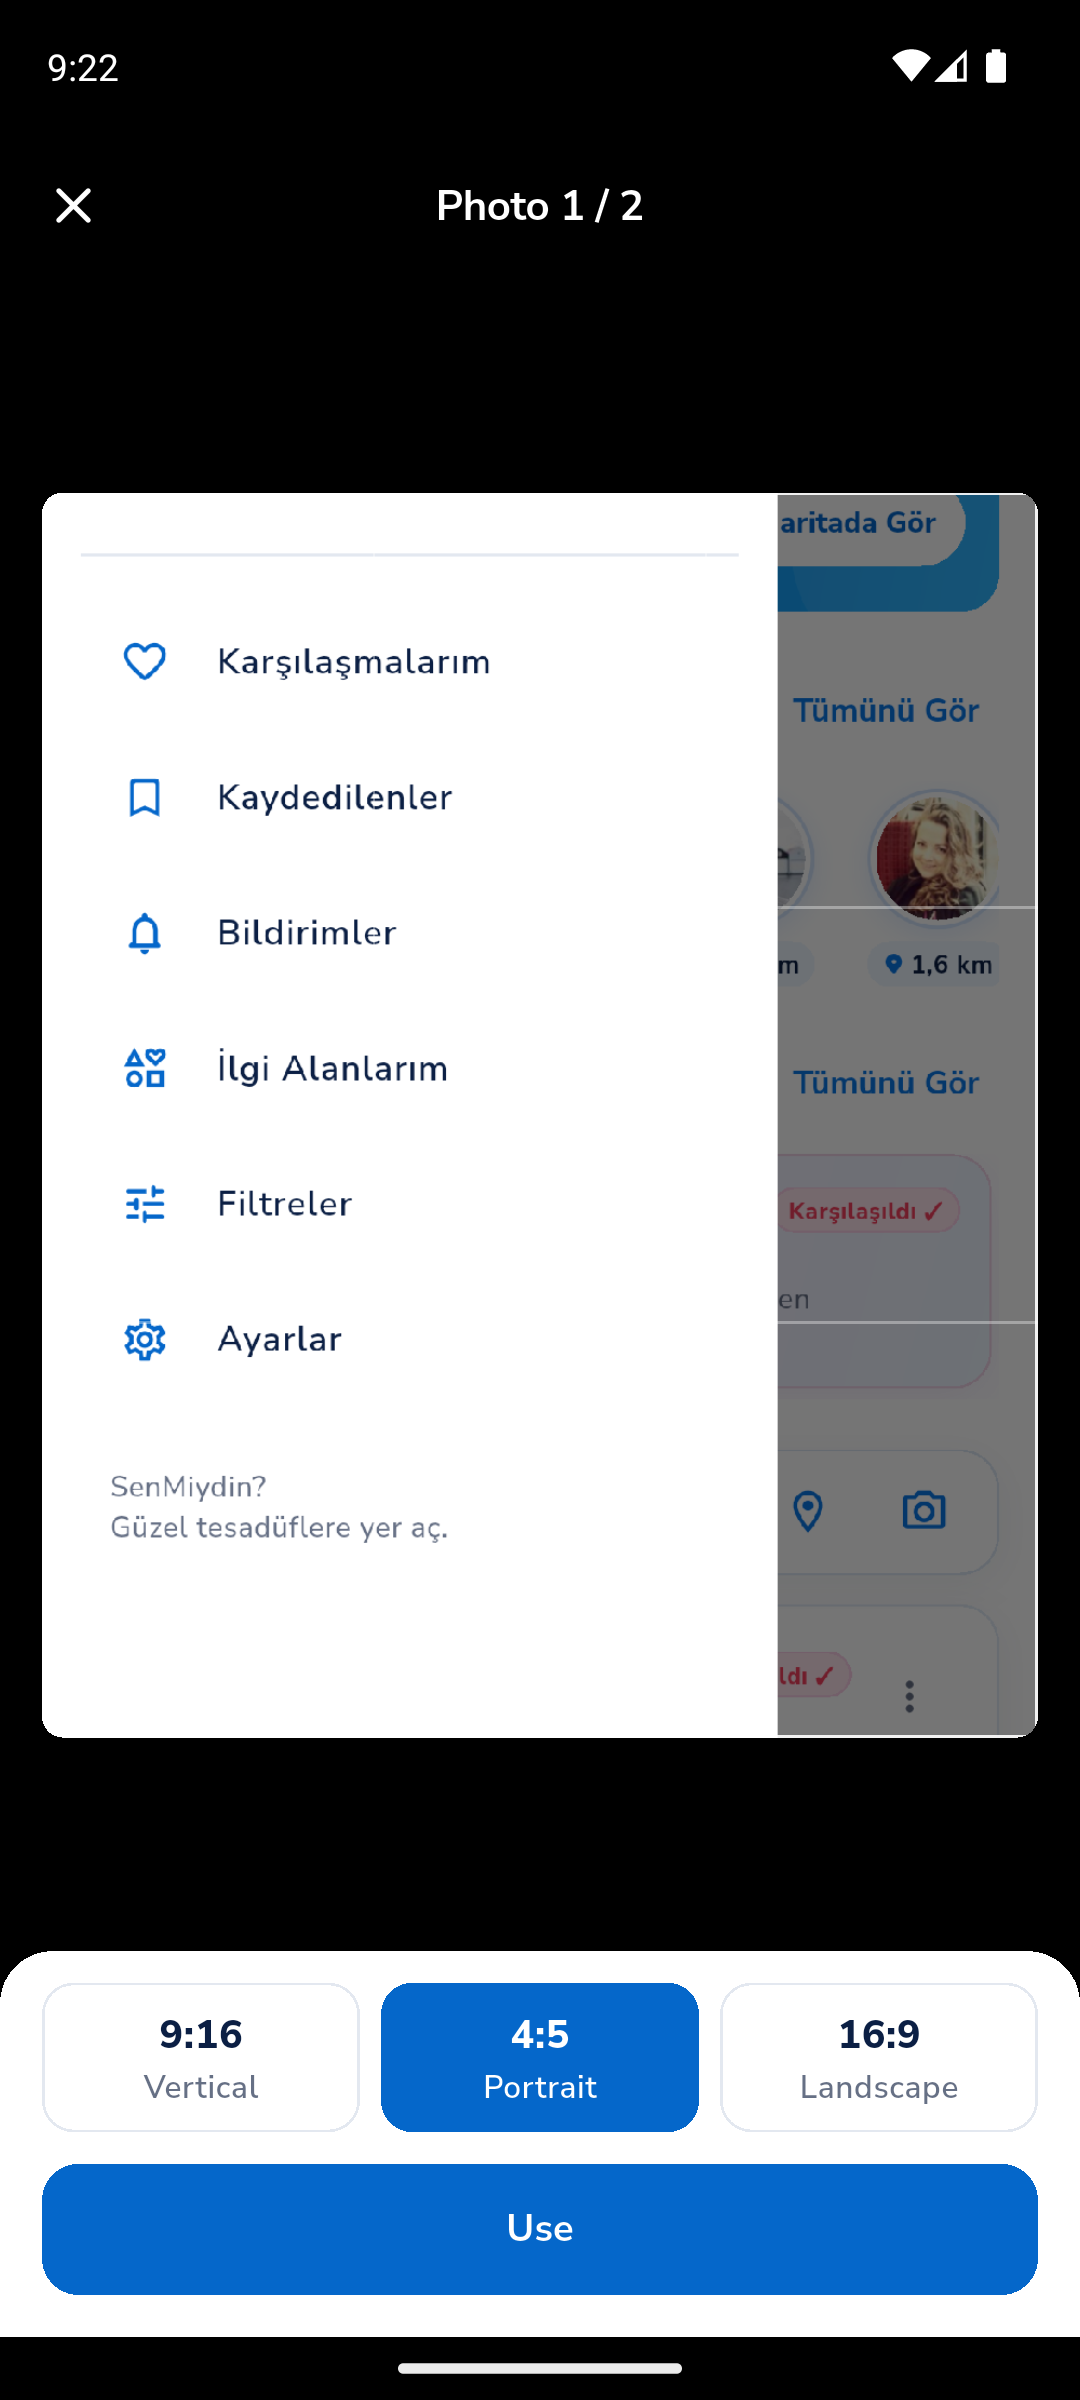 9:22
Photo 1 / 2
aritada Gör
Karşılaşmalarım
Tümünü Gör
Kaydedilenler
Bildirimler
m
1,6 km
İlgi Alanlarım
Tümünü Gör
Filtreler
Karşılaşıldı ✓
en
Ayarlar
SenMiydin?
Güzel tesadüflere yer aç.
ldı ✓
9:16
Vertical
4:5
Portrait
16:9
Landscape
Use